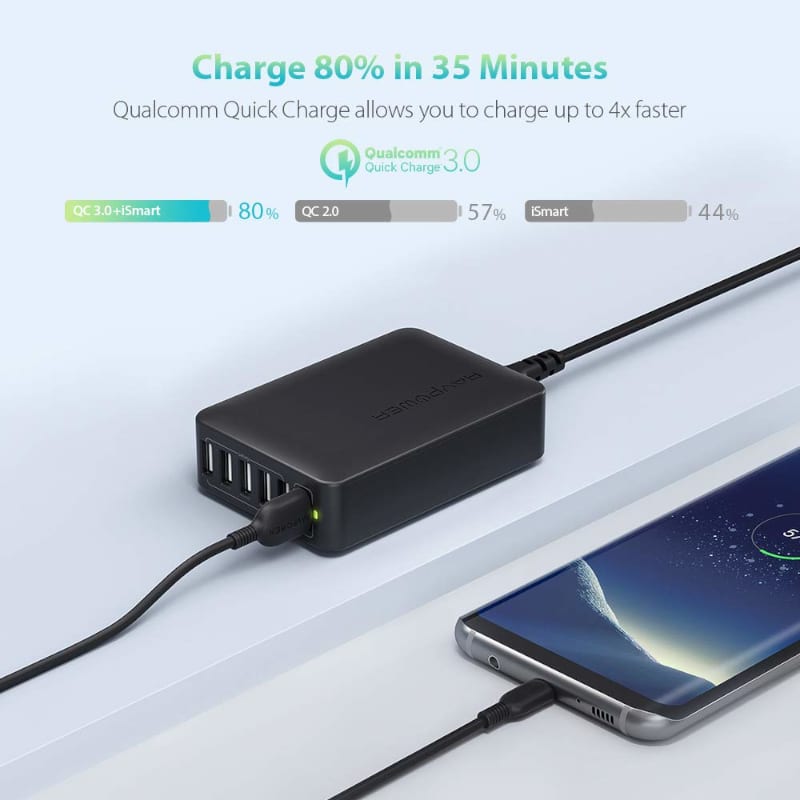 Charge 80% in 35 Minutes
Qualcomm Quick Charge allows you to charge up to 4x faster
Qualcomm®
Quick Charge™ 3.0
QC 3.0+iSmart 80% QC 2.0 57% iSmart 44%
RAVPOWER